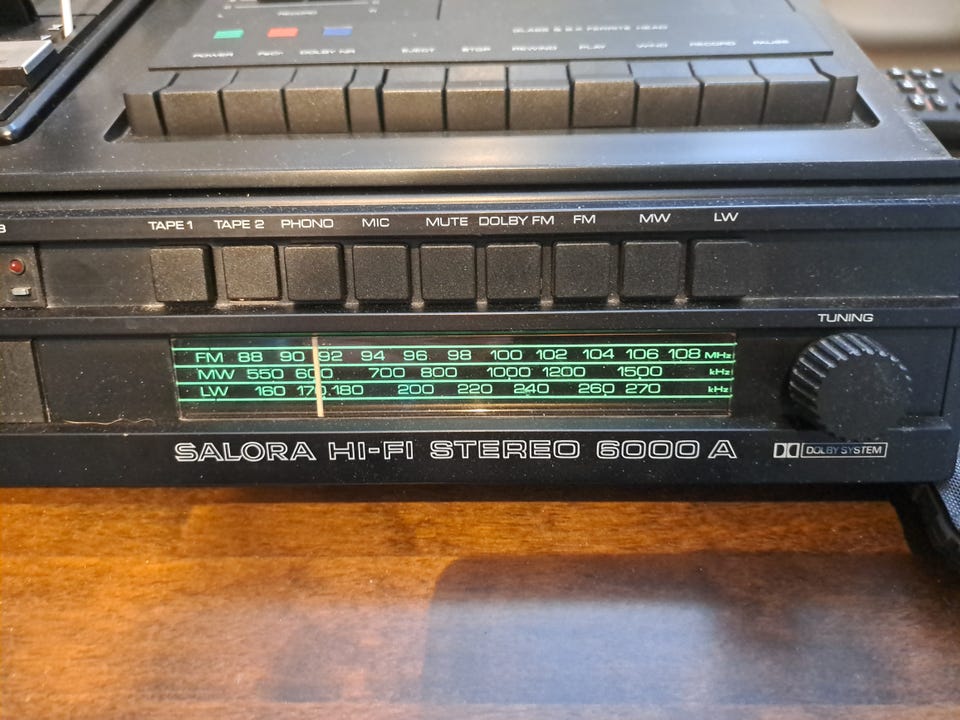 RECORD
GLASS & S.X FERRITE HEAD
POWER PEAK DOLBY NR EJECT STOP REWIND PLAY WIND RECORD PAUSE
TAPE 1 TAPE 2 PHONO MIC MUTE DOLBY FM FM MW LW
TUNING
FM 88 90 92 94 96 98 100 102 104 106 108 MHz
MW 550 600 700 800 1000 1200 1500 kHz
LW 160 170 180 200 220 240 260 270 kHz
SALORA HI-FI STEREO 6000 A
DOLBY SYSTEM